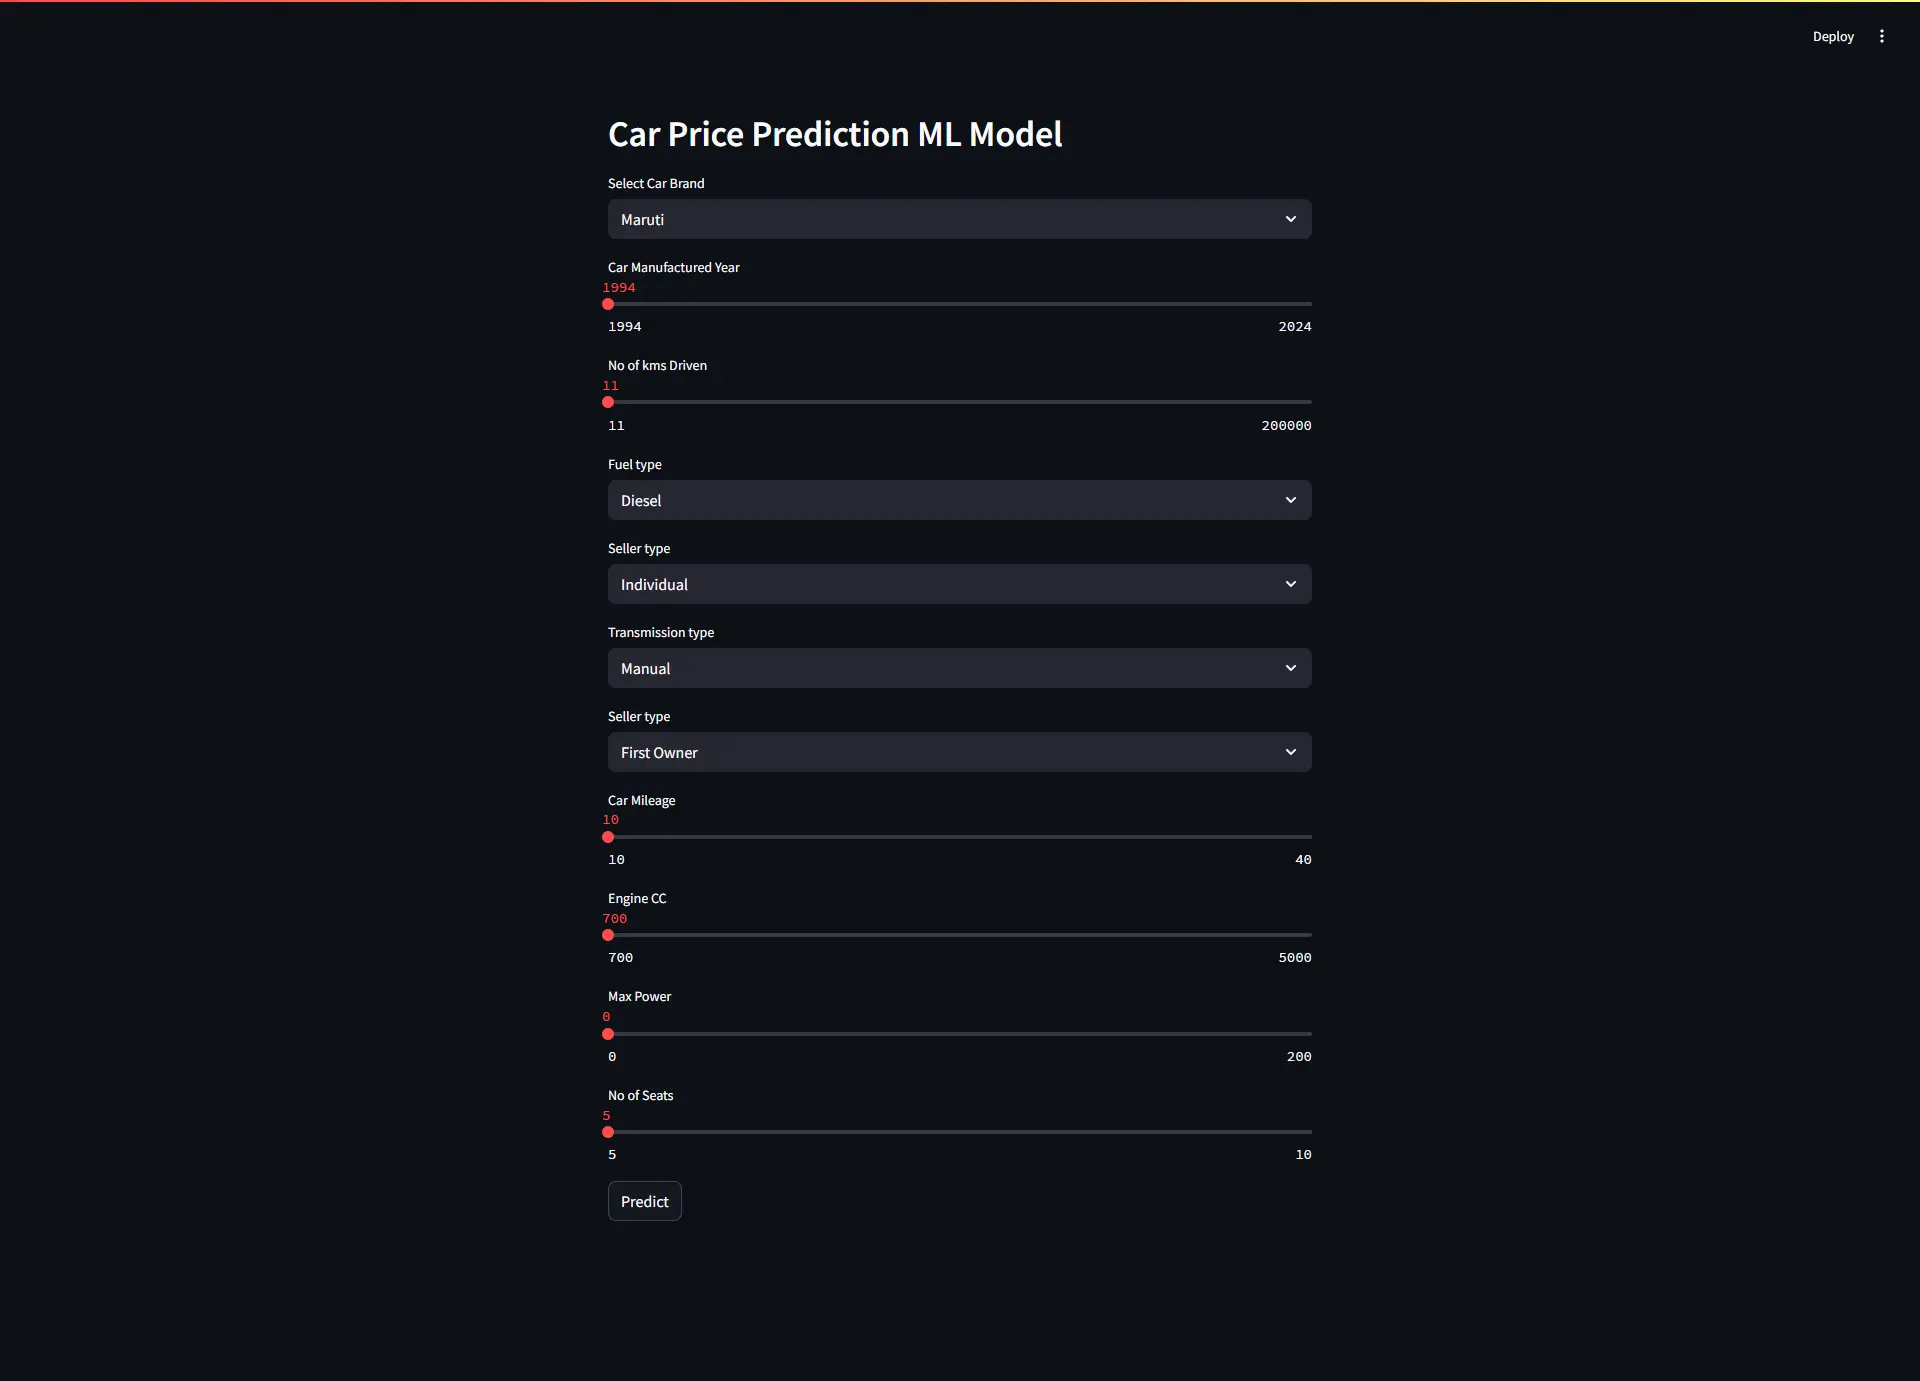 Deploy
Car Price Prediction ML Model
Select Car Brand
Maruti
Car Manufactured Year
1994
1994 2024
No of kms Driven
11
11 200000
Fuel type
Diesel
Seller type
Individual
Transmission type
Manual
Seller type
First Owner
Car Mileage
10
10 40
Engine CC
700
700 5000
Max Power
0
0 200
No of Seats
5
5 10
Predict